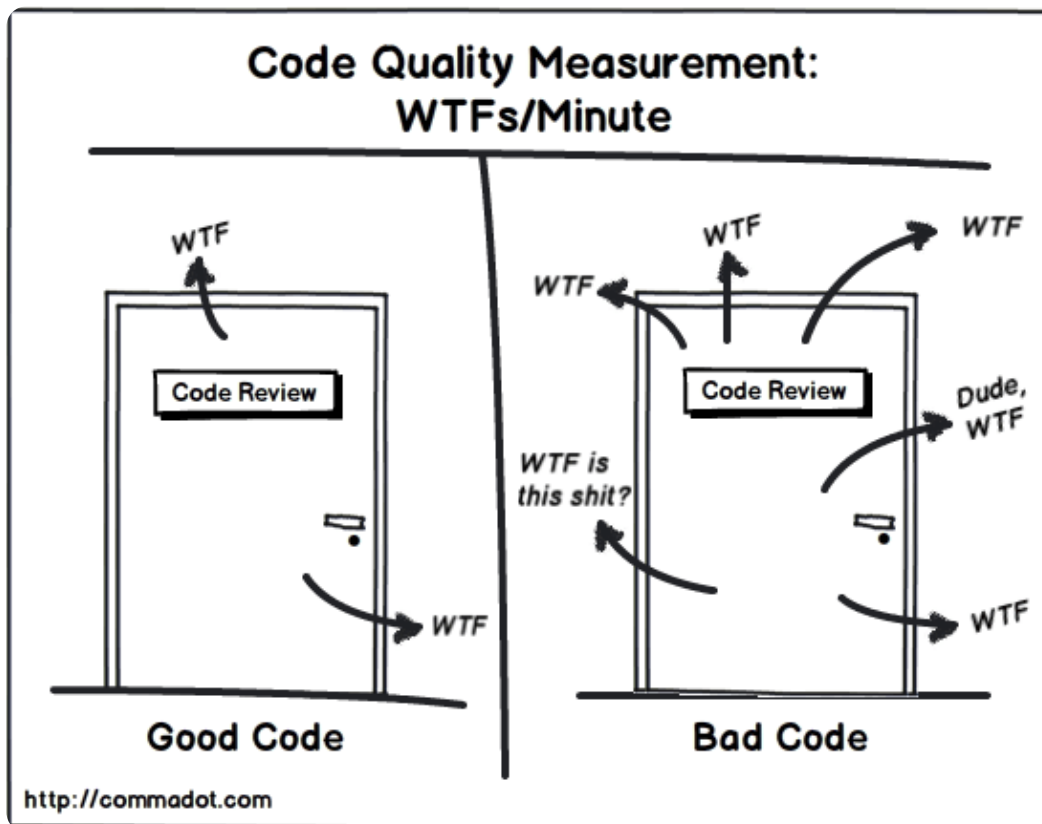 Code Quality Measurement:
WTFs/Minute
WTF
Code Review
WTF
Good Code
WTF
WTF
WTF
Code Review
Dude,
WTF
WTF is
this shit?
WTF
Bad Code
http://commadot.com